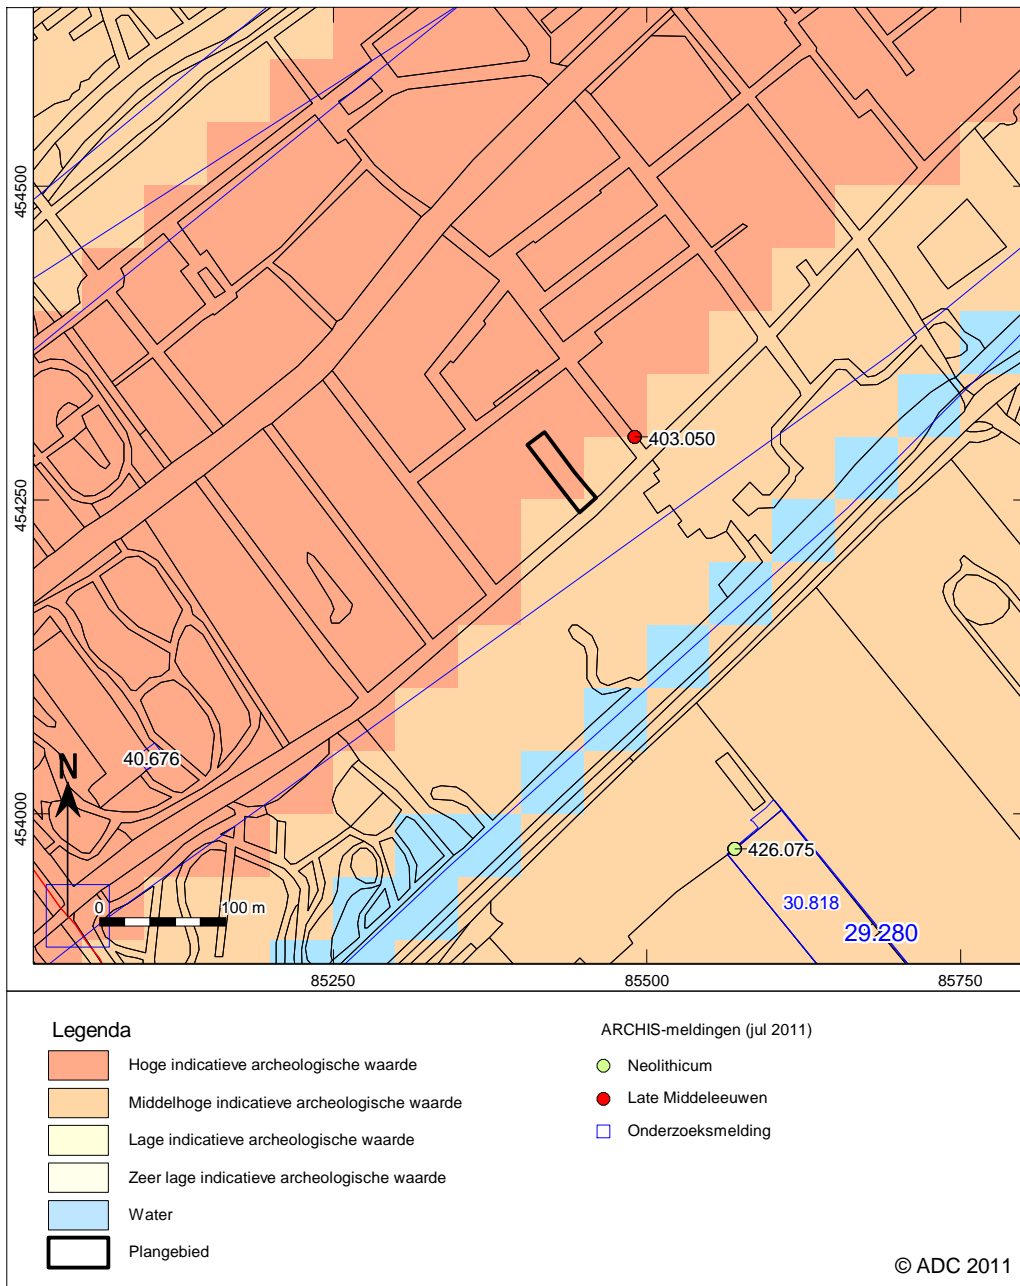 454500
454250
454000
403.050
40.676
N
0 100 m
426.075
30.818
29.280
85250 85500 85750
Legenda
Hoge indicatieve archeologische waarde
Middelhoge indicatieve archeologische waarde
Lage indicatieve archeologische waarde
Zeer lage indicatieve archeologische waarde
Water
Plangebied
ARCHIS-meldingen (jul 2011)
Neolithicum
Late Middeleeuwen
Onderzoeksmelding
© ADC 2011